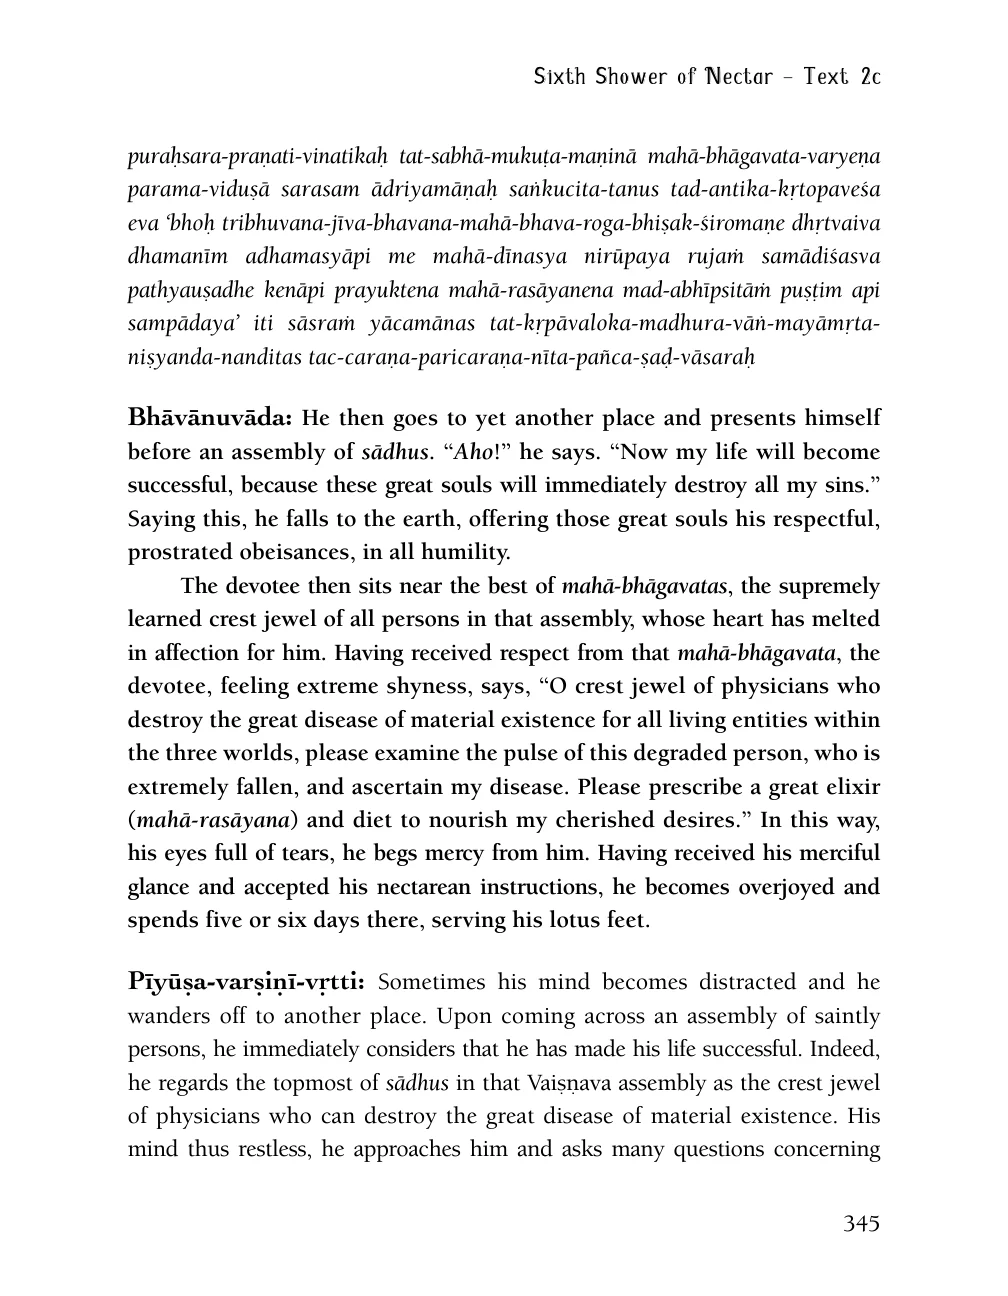 Sixth Shower of Nectar – Text 2c
puraḥsara-praṇati-vinatikaḥ tat-sabhā-mukuṭa-maṇinā mahā-bhāgavata-varyeṇa
parama-viduṣā sarasam ādriyamāṇaḥ saṅkucita-tanus tad-antika-kṛtopaveśa
eva ‘bhoḥ tribhuvana-jīva-bhavana-mahā-bhava-roga-bhiṣak-śiromaṇe dhṛtvaiva
dhamanīm adhamasyāpi me mahā-dīnasya nirūpaya rujaṁ samādiśasva
pathyauṣadhe kenāpi prayuktena mahā-rasāyanena mad-abhīpsitāṁ puṣṭim api
sampādaya’ iti sāsraṁ yācamānas tat-kṛpāvaloka-madhura-vāṅ-mayāmṛta-
niṣyanda-nanditas tac-caraṇa-paricaraṇa-nīta-pañca-ṣaḍ-vāsaraḥ
Bhāvānuvāda: He then goes to yet another place and presents himself
before an assembly of sādhus. “Aho!” he says. “Now my life will become
successful, because these great souls will immediately destroy all my sins.”
Saying this, he falls to the earth, offering those great souls his respectful,
prostrated obeisances, in all humility.
The devotee then sits near the best of mahā-bhāgavatas, the supremely
learned crest jewel of all persons in that assembly, whose heart has melted
in affection for him. Having received respect from that mahā-bhāgavata, the
devotee, feeling extreme shyness, says, “O crest jewel of physicians who
destroy the great disease of material existence for all living entities within
the three worlds, please examine the pulse of this degraded person, who is
extremely fallen, and ascertain my disease. Please prescribe a great elixir
(mahā-rasāyana) and diet to nourish my cherished desires.” In this way,
his eyes full of tears, he begs mercy from him. Having received his merciful
glance and accepted his nectarean instructions, he becomes overjoyed and
spends five or six days there, serving his lotus feet.
Pīyūṣa-varṣiṇī-vṛtti: Sometimes his mind becomes distracted and he
wanders off to another place. Upon coming across an assembly of saintly
persons, he immediately considers that he has made his life successful. Indeed,
he regards the topmost of sādhus in that Vaiṣṇava assembly as the crest jewel
of physicians who can destroy the great disease of material existence. His
mind thus restless, he approaches him and asks many questions concerning
345